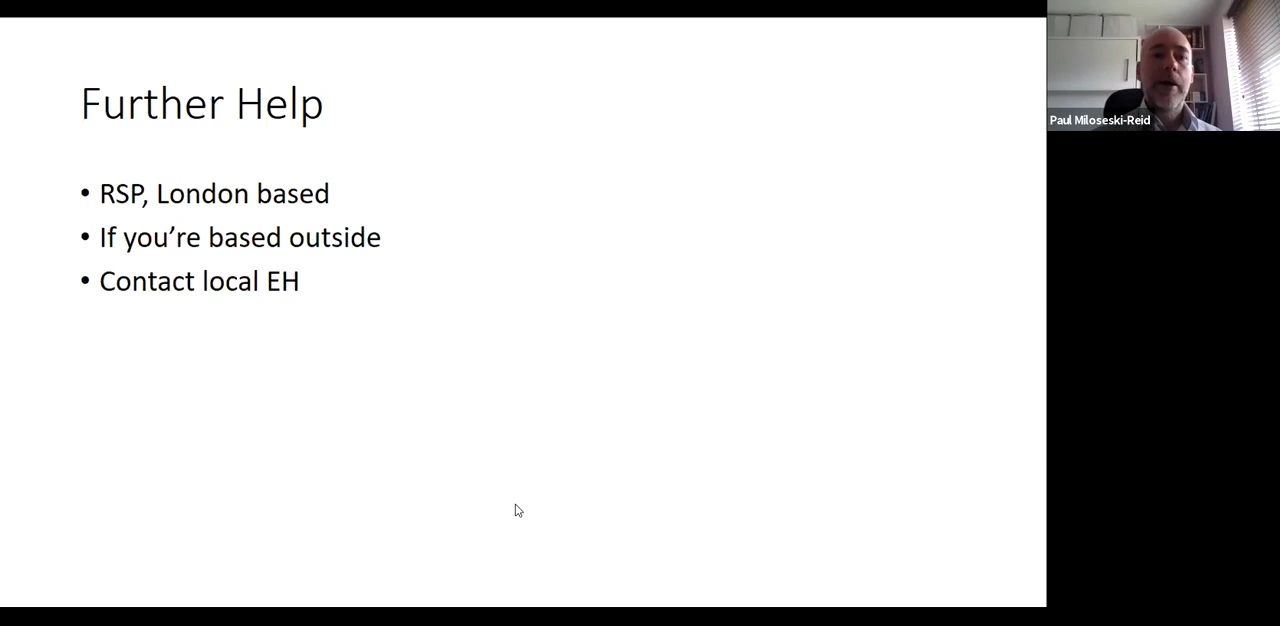 Further Help
• RSP, London based
• If you’re based outside
• Contact local EH
Paul Miloseski-Reid